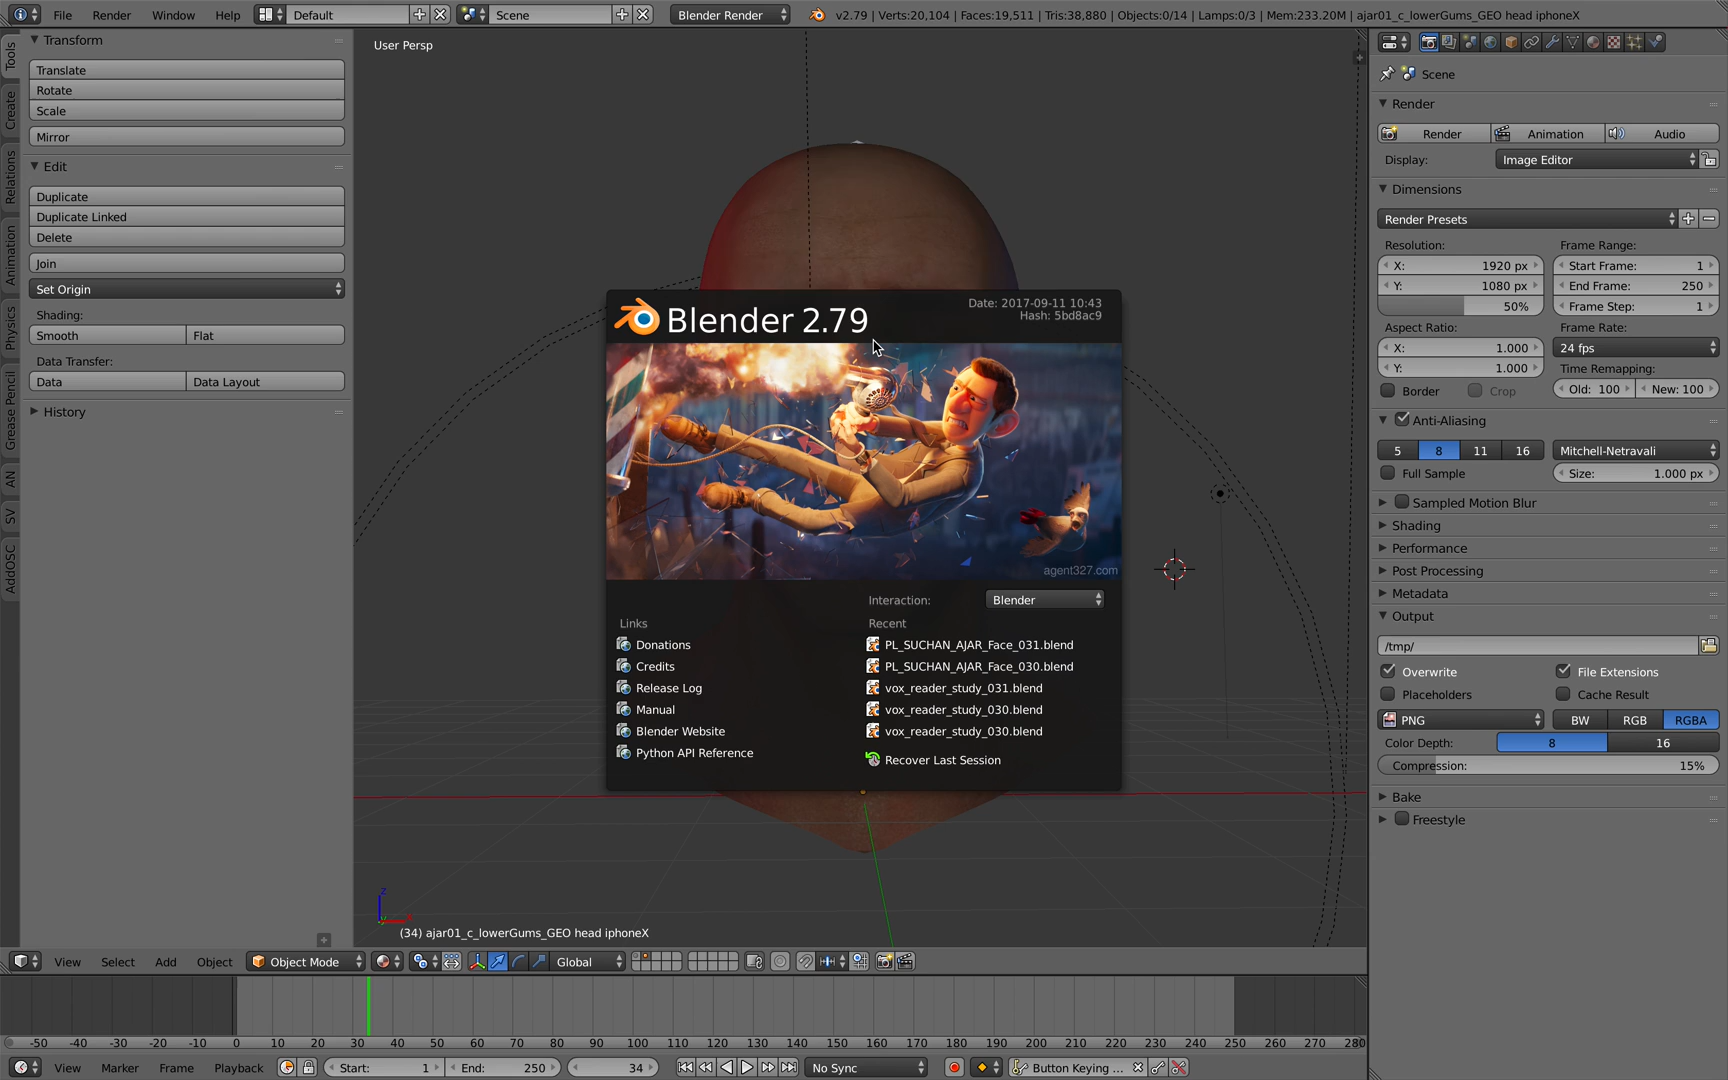 File Render Window Help Default Scene Blender Render v2.79 | Verts:20,104 | Faces:19,511 | Tris:38,880 | Objects:0/14 | Lamps:0/3 | Mem:233.20M | ajar01_c_lowerGums_GEO head iphoneX
Tools
Create
Relations
Animation
Physics
Grease Pencil
AN
SV
AddOSC
Transform
Translate
Rotate
Scale
Mirror
Edit
Duplicate
Duplicate Linked
Delete
Join
Set Origin
Shading:
Smooth Flat
Data Transfer:
Data Data Layout
History
User Persp
Blender 2.79
Date: 2017-09-11 10:43
Hash: 5bd8ac9
agent327.com
Interaction: Blender
Links
Donations
Credits
Release Log
Manual
Blender Website
Python API Reference
Recent
PL_SUCHAN_AJAR_Face_031.blend
PL_SUCHAN_AJAR_Face_030.blend
vox_reader_study_031.blend
vox_reader_study_030.blend
vox_reader_study_030.blend
Recover Last Session
z
(34) ajar01_c_lowerGums_GEO head iphoneX
View Select Add Object Object Mode Global
-50 -40 -30 -20 -10 0 10 20 30 40 50 60 70 80 90 100 110 120 130 140 150 160 170 180 190 200 210 220 230 240 250 260 270 280
View Marker Frame Playback Start: 1 End: 250 34 No Sync Button Keying ...
Scene
Render
Render Animation Audio
Display: Image Editor
Dimensions
Render Presets
Resolution:
X: 1920 px
Y: 1080 px
50%
Frame Range:
Start Frame: 1
End Frame: 250
Frame Step: 1
Aspect Ratio:
X: 1.000
Y: 1.000
Border Crop
Frame Rate:
24 fps
Time Remapping:
Old: 100 New: 100
Anti-Aliasing
5 8 11 16 Mitchell-Netravali
Full Sample Size: 1.000 px
Sampled Motion Blur
Shading
Performance
Post Processing
Metadata
Output
/tmp/
Overwrite File Extensions
Placeholders Cache Result
PNG BW RGB RGBA
Color Depth: 8 16
Compression: 15%
Bake
Freestyle